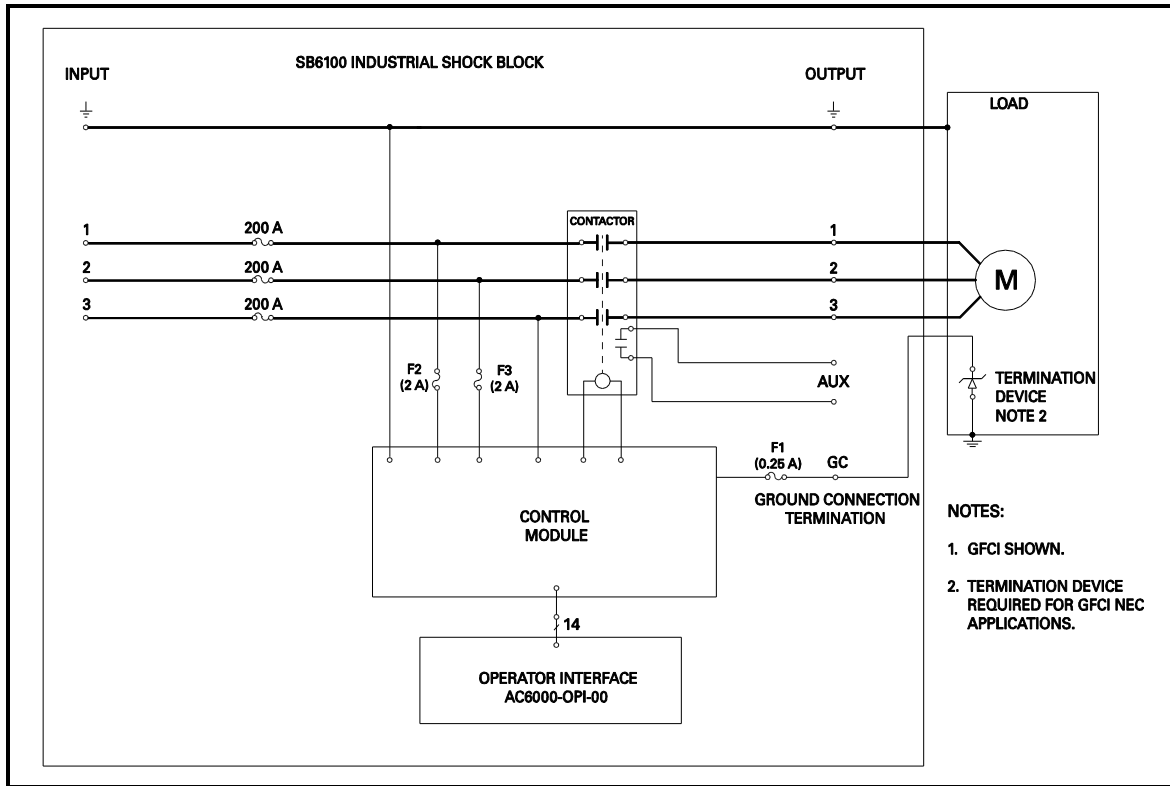 SB6100 INDUSTRIAL SHOCK BLOCK
INPUT
OUTPUT
LOAD
CONTACTOR
1
200 A
1
2
200 A
2
M
3
200 A
3
F2
(2 A)
F3
(2 A)
AUX
TERMINATION
DEVICE
NOTE 2
F1
(0.25 A)
GC
GROUND CONNECTION
TERMINATION
CONTROL
MODULE
NOTES:
1. GFCI SHOWN.
2. TERMINATION DEVICE
REQUIRED FOR GFCI NEC
APPLICATIONS.
14
OPERATOR INTERFACE
AC6000-OPI-00